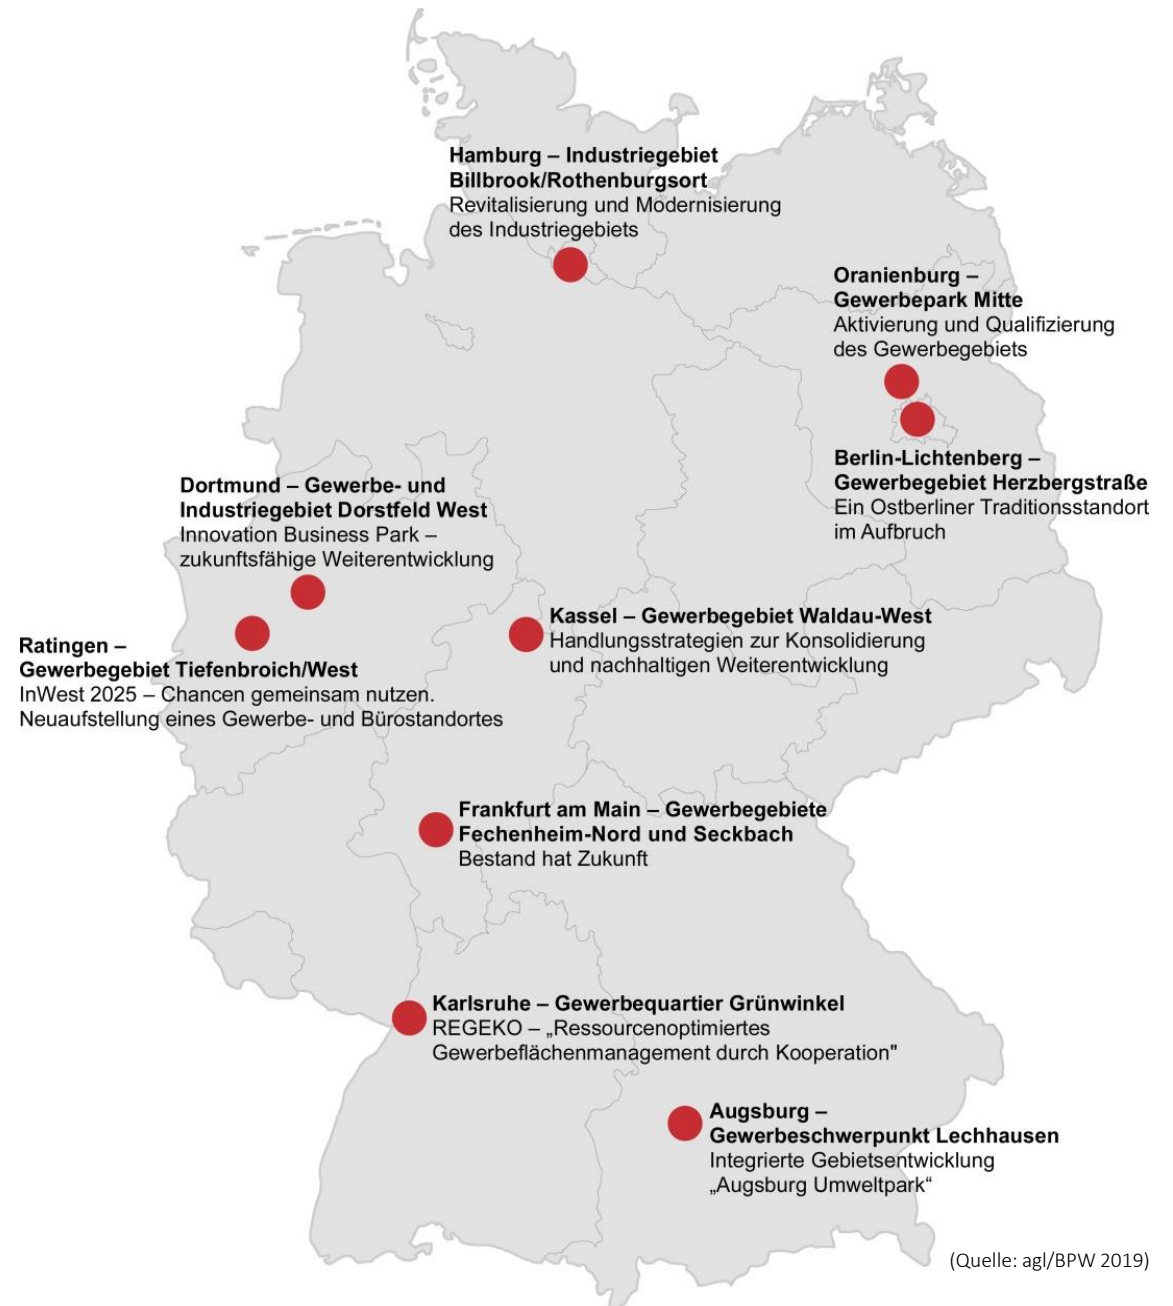 Hamburg – Industriegebiet
Billbrook/Rothenburgsort
Revitalisierung und Modernisierung
des Industriegebiets
Oranienburg –
Gewerbepark Mitte
Aktivierung und Qualifizierung
des Gewerbegebiets
Berlin-Lichtenberg –
Gewerbegebiet Herzbergstraße
Ein Ostberliner Traditionsstandort
im Aufbruch
Dortmund – Gewerbe- und
Industriegebiet Dorstfeld West
Innovation Business Park –
zukunftsfähige Weiterentwicklung
Kassel – Gewerbegebiet Waldau-West
Handlungsstrategien zur Konsolidierung
und nachhaltigen Weiterentwicklung
Ratingen –
Gewerbegebiet Tiefenbroich/West
InWest 2025 – Chancen gemeinsam nutzen.
Neuaufstellung eines Gewerbe- und Bürostandortes
Frankfurt am Main – Gewerbegebiete
Fechenheim-Nord und Seckbach
Bestand hat Zukunft
Karlsruhe – Gewerbequartier Grünwinkel
REGEKO – „Ressourcenoptimiertes
Gewerbeflächenmanagement durch Kooperation"
Augsburg –
Gewerbeschwerpunkt Lechhausen
Integrierte Gebietsentwicklung
„Augsburg Umweltpark“
(Quelle: agl/BPW 2019)